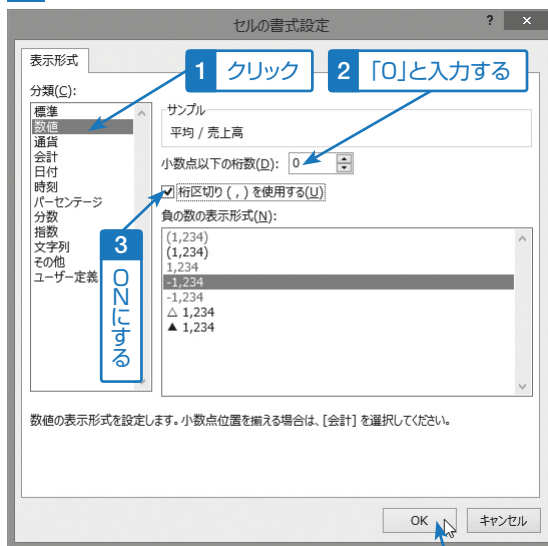 セルの書式設定
? ×
表示形式
1 クリック
2 「0」と入力する
分類(C):
標準
数値
通貨
会計
日付
時刻
パーセンテージ
分数
指数
文字列
その他
ユーザー定義
サンプル
平均 / 売上高
小数点以下の桁数(D): 0
桁区切り ( , ) を使用する(U)
3 ONにする
負の数の表示形式(N):
(1,234)
(1,234)
1,234
-1,234
-1,234
△ 1,234
▲ 1,234
数値の表示形式を設定します。小数点位置を揃える場合は、[会計] を選択してください。
OK
キャンセル